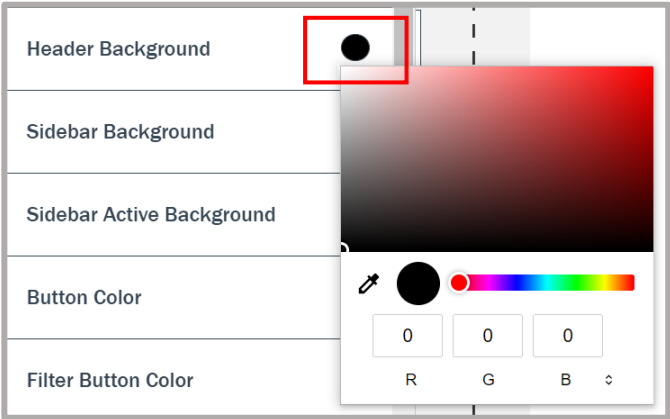 Header Background
Sidebar Background
Sidebar Active Background
Button Color
Filter Button Color
0 0 0
R G B